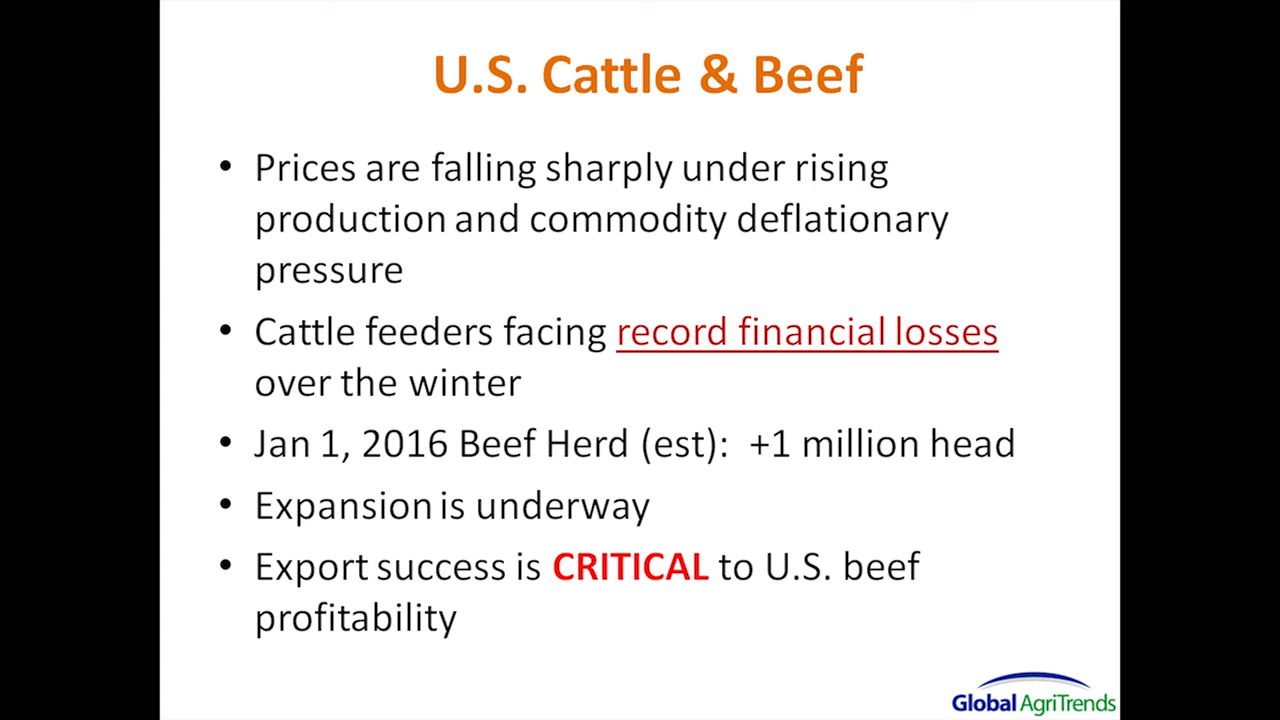 U.S. Cattle & Beef
• Prices are falling sharply under rising
production and commodity deflationary
pressure
• Cattle feeders facing record financial losses
over the winter
• Jan 1, 2016 Beef Herd (est): +1 million head
• Expansion is underway
• Export success is CRITICAL to U.S. beef
profitability
Global AgriTrends